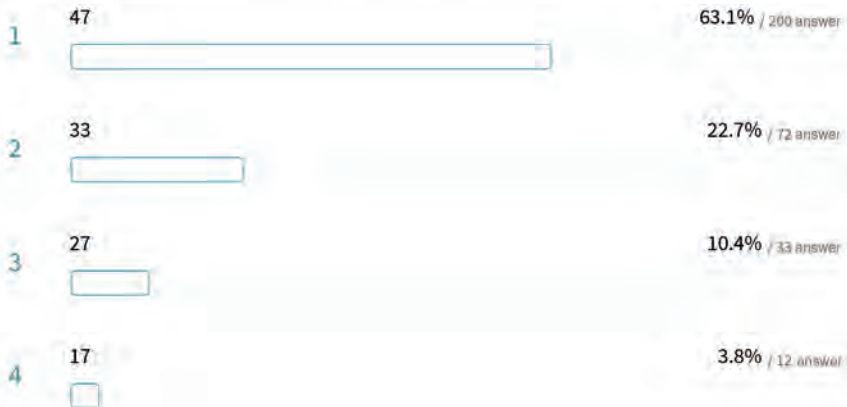 1 47 63.1% / 200 answer
2 33 22.7% / 72 answer
3 27 10.4% / 33 answer
4 17 3.8% / 12 answer